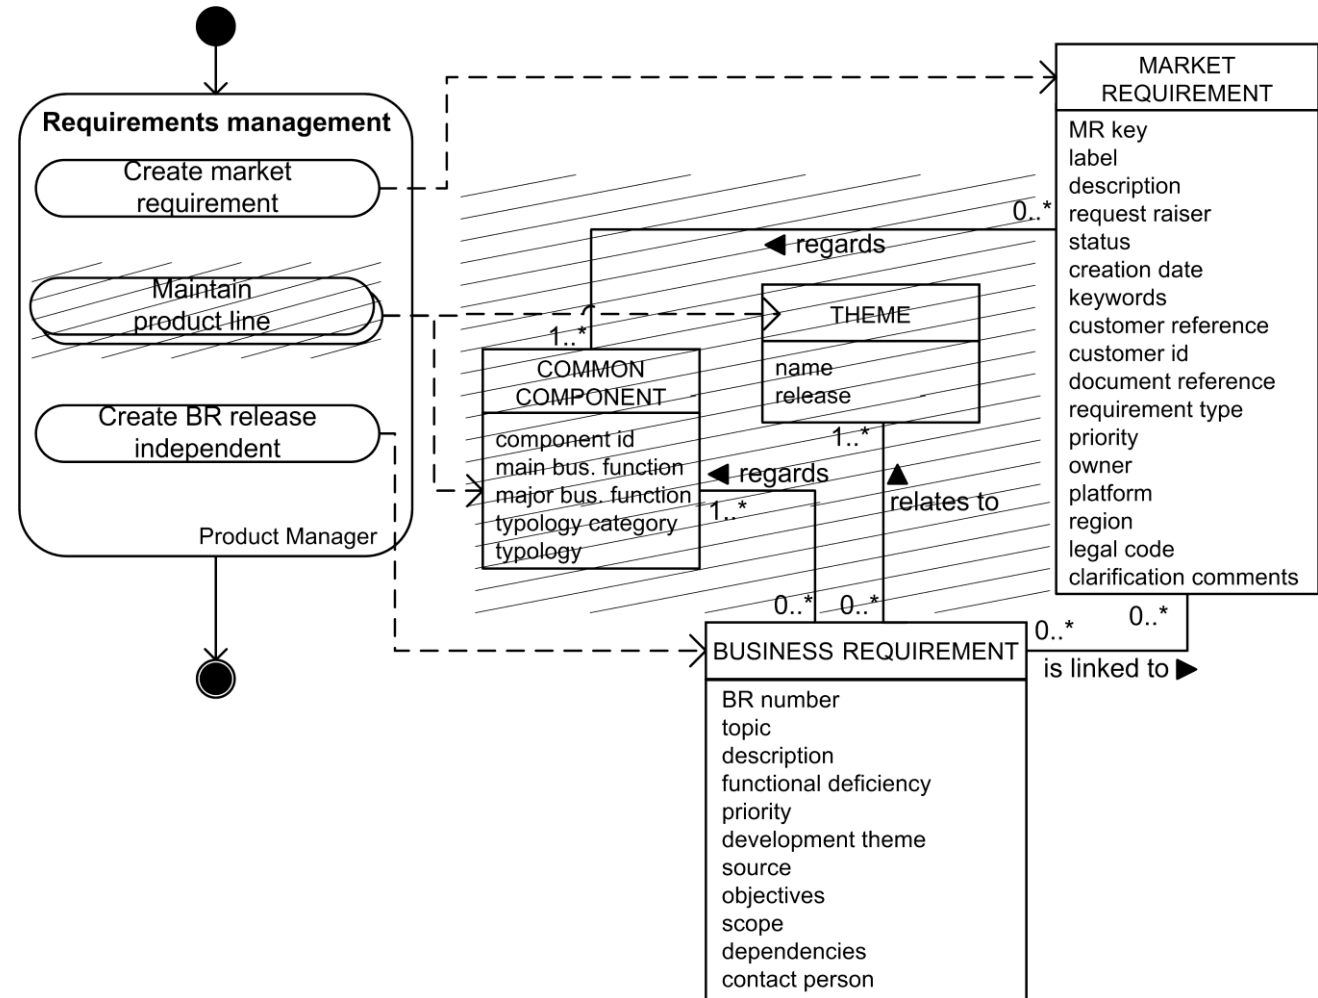 Requirements management
Create market
requirement
Maintain
product line
Create BR release
independent
Product Manager
MARKET
REQUIREMENT
MR key
label
description
request raiser
status
creation date
keywords
customer reference
customer id
document reference
requirement type
priority
owner
platform
region
legal code
clarification comments
0..*
◀ regards
1..*
THEME
name
release
1..*
COMMON
COMPONENT
component id
main bus. function
major bus. function
typology category
typology
◀ regards
1..*
▲
relates to
0..*
0..*
0..*
0..*
is linked to ▶
BUSINESS REQUIREMENT
BR number
topic
description
functional deficiency
priority
development theme
source
objectives
scope
dependencies
contact person